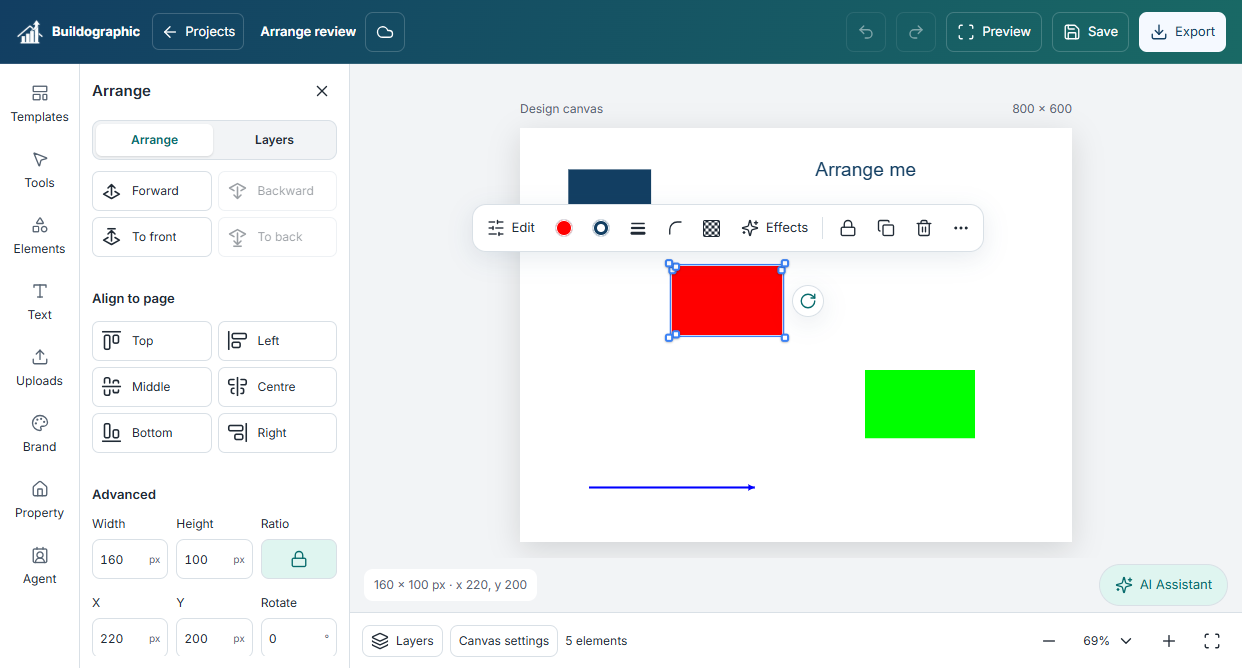 Buildographic
Projects
Arrange review
Preview
Save
Export
Templates
Tools
Elements
Text
Uploads
Brand
Property
Agent
Arrange
Arrange
Layers
Forward
Backward
To front
To back
Align to page
Top
Left
Middle
Centre
Bottom
Right
Advanced
Width
Height
Ratio
160 px
100 px
X
Y
Rotate
220 px
200 px
0 °
Design canvas
800 × 600
Arrange me
Edit
Effects
160 × 100 px · x 220, y 200
AI Assistant
Layers
Canvas settings
5 elements
69%